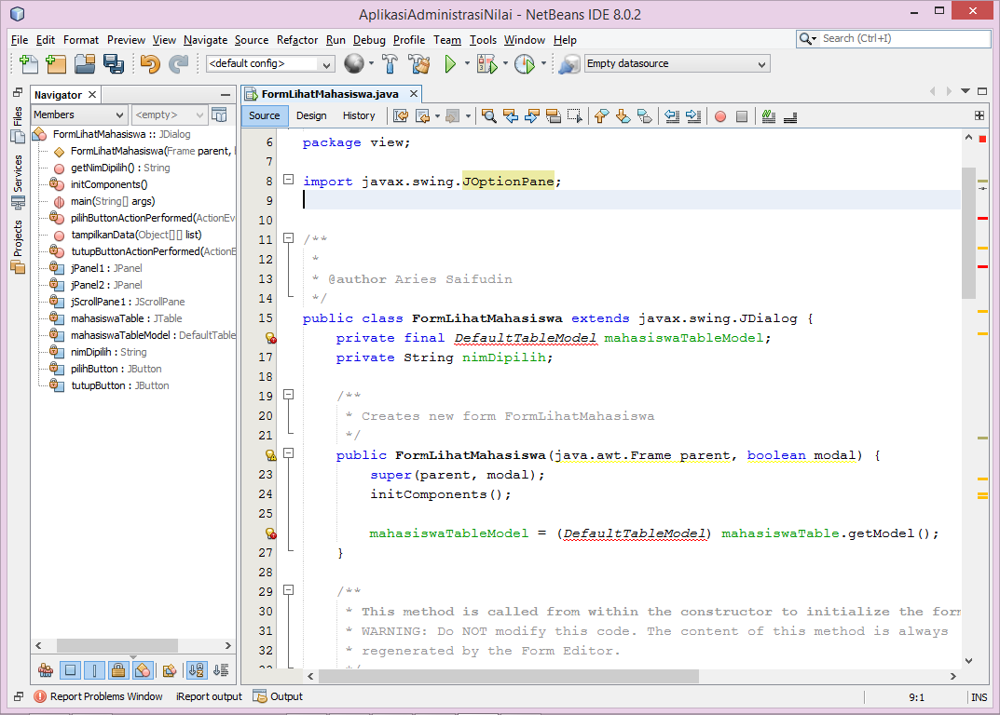 AplikasiAdministrasiNilai - NetBeans IDE 8.0.2
File Edit Format Preview View Navigate Source Refactor Run Debug Profile Team Tools Window Help
Search (Ctrl+I)
<default config>
Empty datasource
Files
Services
Projects
Navigator
Members
<empty>
FormLihatMahasiswa :: JDialog
FormLihatMahasiswa(Frame parent,
getNimDipilih() : String
initComponents()
main(String[] args)
pilihButtonActionPerformed(ActionEv
tampilkanData(Object[][] list)
tutupButtonActionPerformed(ActionE
jPanel1 : JPanel
jPanel2 : JPanel
jScrollPane1 : JScrollPane
mahasiswaTable : JTable
mahasiswaTableModel : DefaultTable
nimDipilih : String
pilihButton : JButton
tutupButton : JButton
FormLihatMahasiswa.java
Source Design History
6 package view;
7
8 import javax.swing.JOptionPane;
9
10
11 /**
12 *
13 * @author Aries Saifudin
14 */
15 public class FormLihatMahasiswa extends javax.swing.JDialog {
private final DefaultTableModel mahasiswaTableModel;
17 private String nimDipilih;
18
19 /**
20 * Creates new form FormLihatMahasiswa
21 */
public FormLihatMahasiswa(java.awt.Frame parent, boolean modal) {
23 super(parent, modal);
24 initComponents();
25
mahasiswaTableModel = (DefaultTableModel) mahasiswaTable.getModel();
27 }
28
29 /**
30 * This method is called from within the constructor to initialize the form
31 * WARNING: Do NOT modify this code. The content of this method is always
32 * regenerated by the Form Editor.
*/
Report Problems Window iReport output Output
9:1 INS